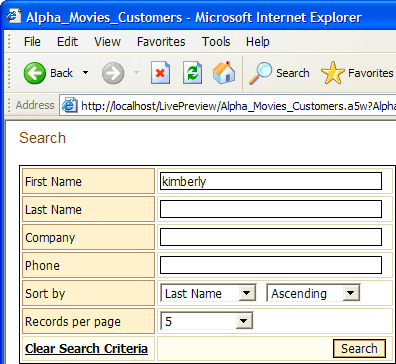 Alpha_Movies_Customers - Microsoft Internet Explorer
File Edit View Favorites Tools Help
Back Search Favorites
Address http://localhost/LivePreview/Alpha_Movies_Customers.a5w?Alpha
Search
First Name kimberly
Last Name
Company
Phone
Sort by Last Name Ascending
Records per page 5
Clear Search Criteria Search